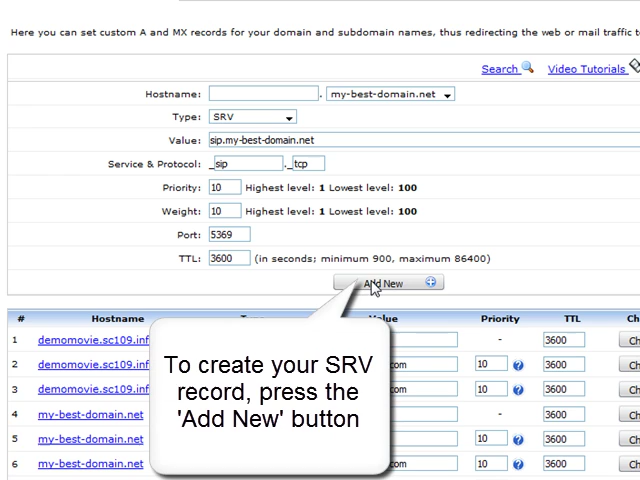 Here you can set custom A and MX records for your domain and subdomain names, thus redirecting the web or mail traffic
Search Video Tutorials
Hostname: . my-best-domain.net
Type: SRV
Value: sip.my-best-domain.net
Service & Protocol: _sip ._tcp
Priority: 10 Highest level: 1 Lowest level: 100
Weight: 10 Highest level: 1 Lowest level: 100
Port: 5369
TTL: 3600 (in seconds; minimum 900, maximum 86400)
Add New
# Hostname Value Priority TTL
1 demomovie.sc109.inf - 3600
2 demomovie.sc109.inf .com 10 3600
3 demomovie.sc109.inf .com 10 3600
4 my-best-domain.net - 3600
5 my-best-domain.net .com 10 3600
6 my-best-domain.net .com 10 3600
To create your SRV
record, press the
'Add New' button